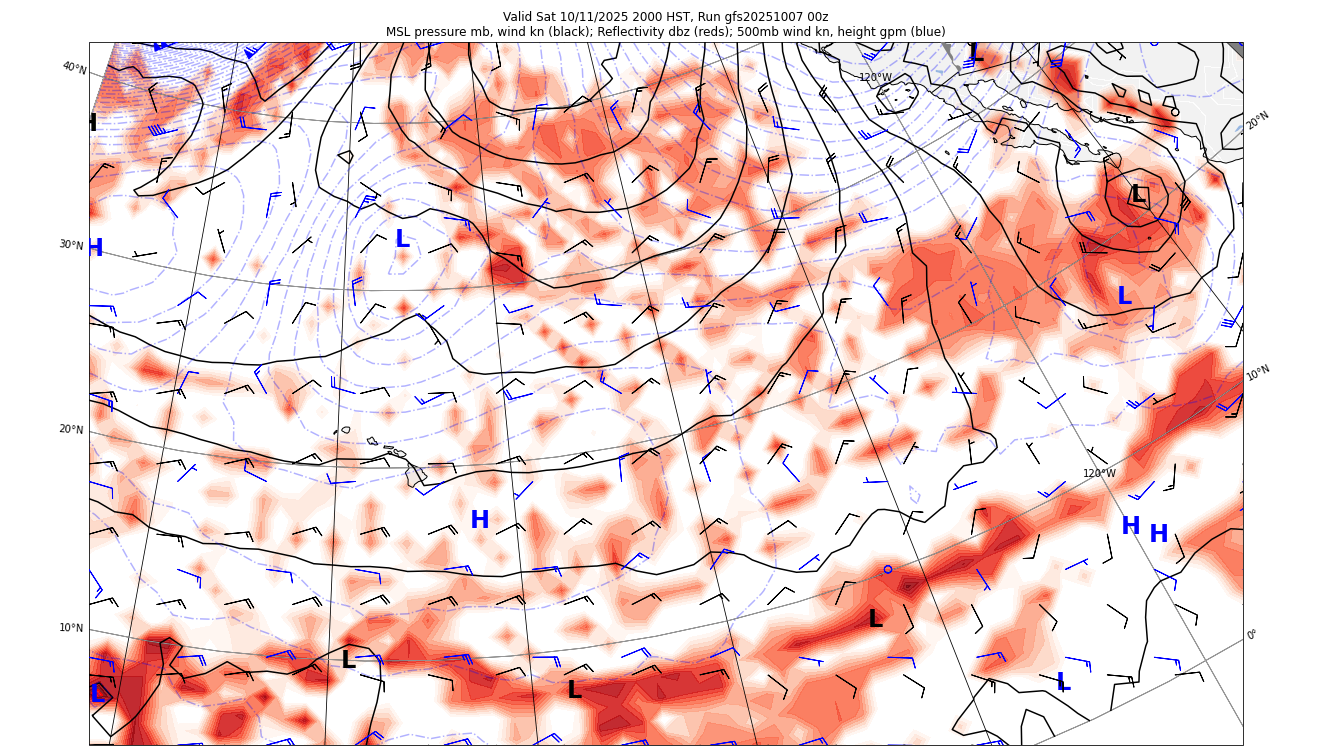 Valid Sat 10/11/2025 2000 HST, Run gfs20251007 00z
MSL pressure mb, wind kn (black); Reflectivity dbz (reds); 500mb wind kn, height gpm (blue)
L
40°N
120°W
20°N
H
L
30°N
H
L
L
10°N
20°N
120°W
H
H
H
10°N
L
0°
L
L
L
L